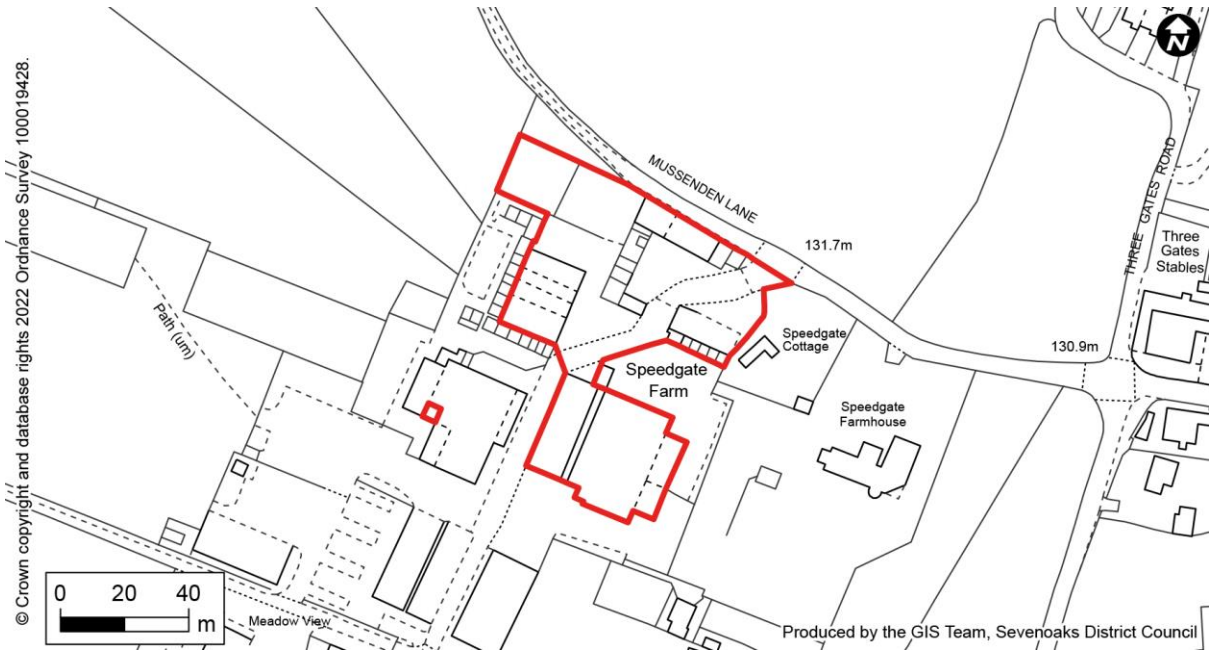 © Crown copyright and database rights 2022 Ordnance Survey 100019428.
N
MUSSENDEN LANE
131.7m
THREE GATES ROAD
Three
Gates
Stables
Path (um)
Speedgate
Cottage
130.9m
Speedgate
Farm
Speedgate
Farmhouse
0 20 40
m
Meadow View
Produced by the GIS Team, Sevenoaks District Council